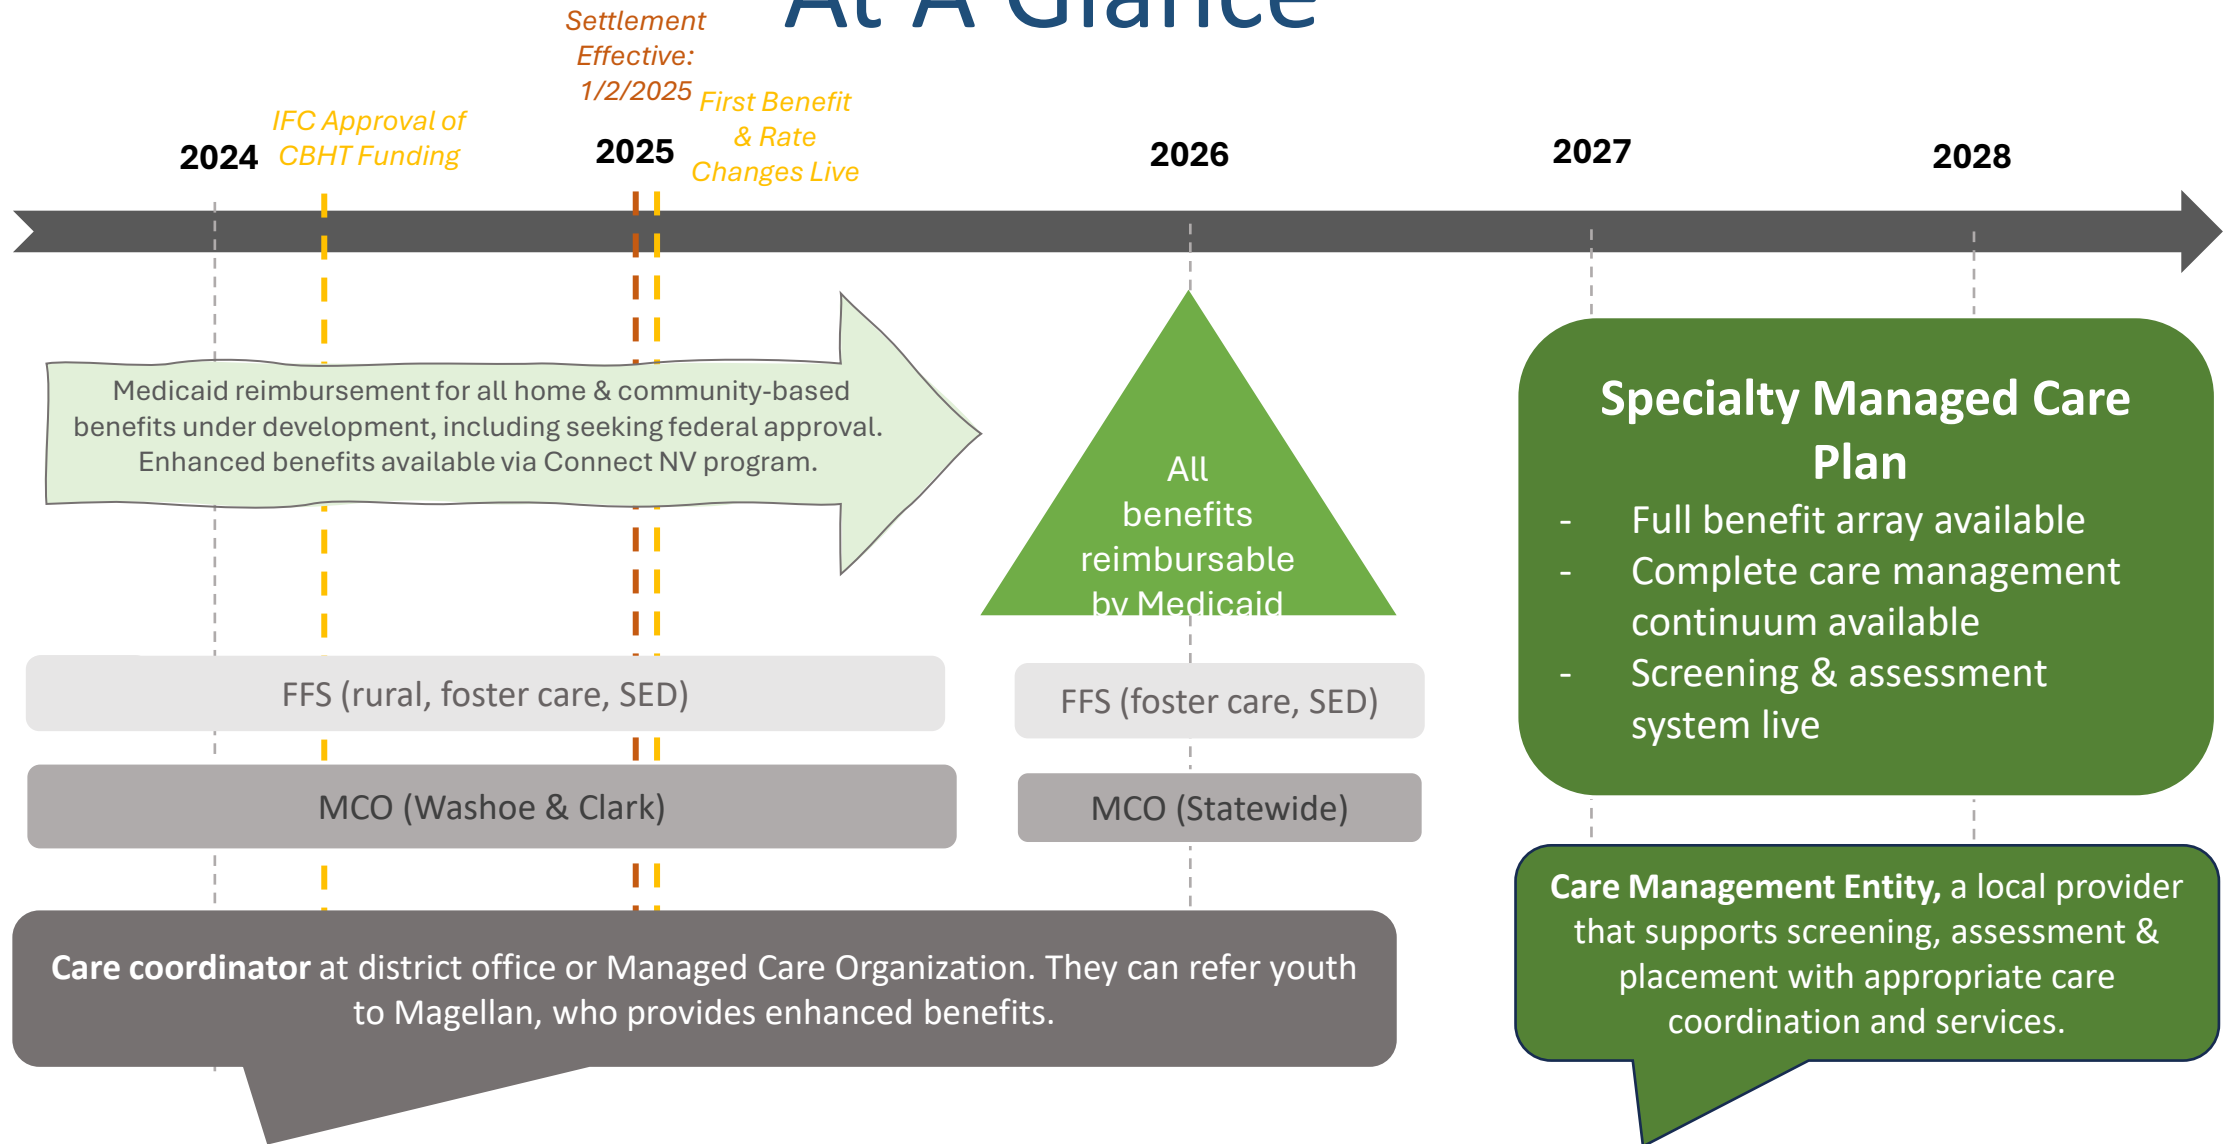 At A Glance
Settlement
Effective:
1/2/2025
First Benefit
& Rate
Changes Live
IFC Approval of
CBHT Funding
2024
2025
2026
2027
2028
Medicaid reimbursement for all home & community-based
benefits under development, including seeking federal approval.
Enhanced benefits available via Connect NV program.
All
benefits
reimbursable
by Medicaid
Specialty Managed Care
Plan
- Full benefit array available
- Complete care management
continuum available
- Screening & assessment
system live
FFS (rural, foster care, SED)
FFS (foster care, SED)
MCO (Washoe & Clark)
MCO (Statewide)
Care coordinator at district office or Managed Care Organization. They can refer youth
to Magellan, who provides enhanced benefits.
Care Management Entity, a local provider
that supports screening, assessment &
placement with appropriate care
coordination and services.